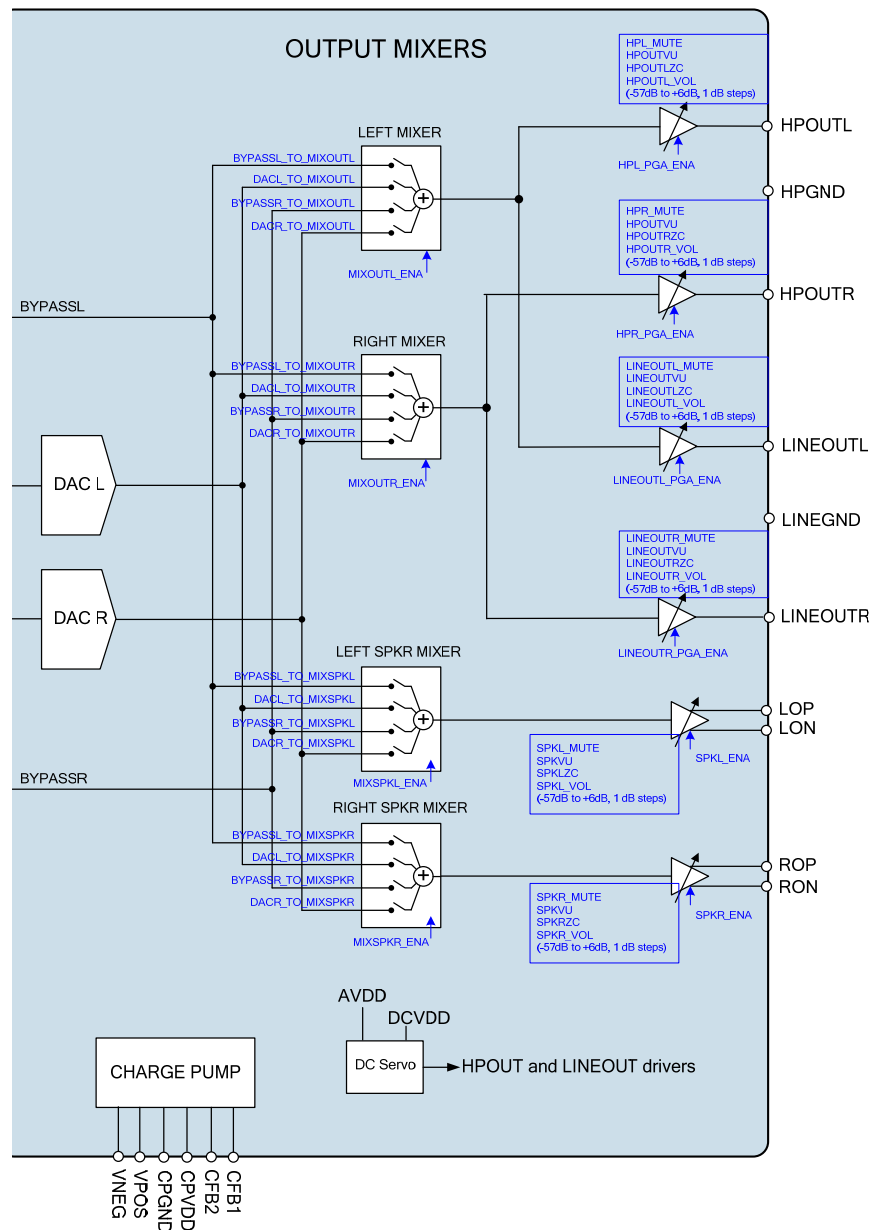 OUTPUT MIXERS
HPL_MUTE
HPOUTVU
HPOUTLZC
HPOUTL_VOL
(-57dB to +6dB, 1 dB steps)
HPOUTL
HPL_PGA_ENA
LEFT MIXER
BYPASSL_TO_MIXOUTL
DACL_TO_MIXOUTL
BYPASSR_TO_MIXOUTL
DACR_TO_MIXOUTL
MIXOUTL_ENA
HPGND
HPR_MUTE
HPOUTVU
HPOUTRZC
HPOUTR_VOL
(-57dB to +6dB, 1 dB steps)
HPOUTR
HPR_PGA_ENA
BYPASSL
RIGHT MIXER
BYPASSL_TO_MIXOUTR
DACL_TO_MIXOUTR
BYPASSR_TO_MIXOUTR
DACR_TO_MIXOUTR
MIXOUTR_ENA
LINEOUTL_MUTE
LINEOUTVU
LINEOUTLZC
LINEOUTL_VOL
(-57dB to +6dB, 1 dB steps)
LINEOUTL
LINEOUTL_PGA_ENA
DAC L
LINEGND
LINEOUTR_MUTE
LINEOUTVU
LINEOUTRZC
LINEOUTR_VOL
(-57dB to +6dB, 1 dB steps)
LINEOUTR
LINEOUTR_PGA_ENA
DAC R
LEFT SPKR MIXER
BYPASSL_TO_MIXSPKL
DACL_TO_MIXSPKL
BYPASSR_TO_MIXSPKL
DACR_TO_MIXSPKL
MIXSPKL_ENA
LOP
LON
SPKL_ENA
SPKL_MUTE
SPKVU
SPKLZC
SPKL_VOL
(-57dB to +6dB, 1 dB steps)
BYPASSR
RIGHT SPKR MIXER
BYPASSL_TO_MIXSPKR
DACL_TO_MIXSPKR
BYPASSR_TO_MIXSPKR
DACR_TO_MIXSPKR
MIXSPKR_ENA
ROP
RON
SPKR_ENA
SPKR_MUTE
SPKVU
SPKRZC
SPKR_VOL
(-57dB to +6dB, 1 dB steps)
AVDD
DCVDD
DC Servo
HPOUT and LINEOUT drivers
CHARGE PUMP
VNEG
VPOS
CPGND
CPVDD
CFB2
CFB1